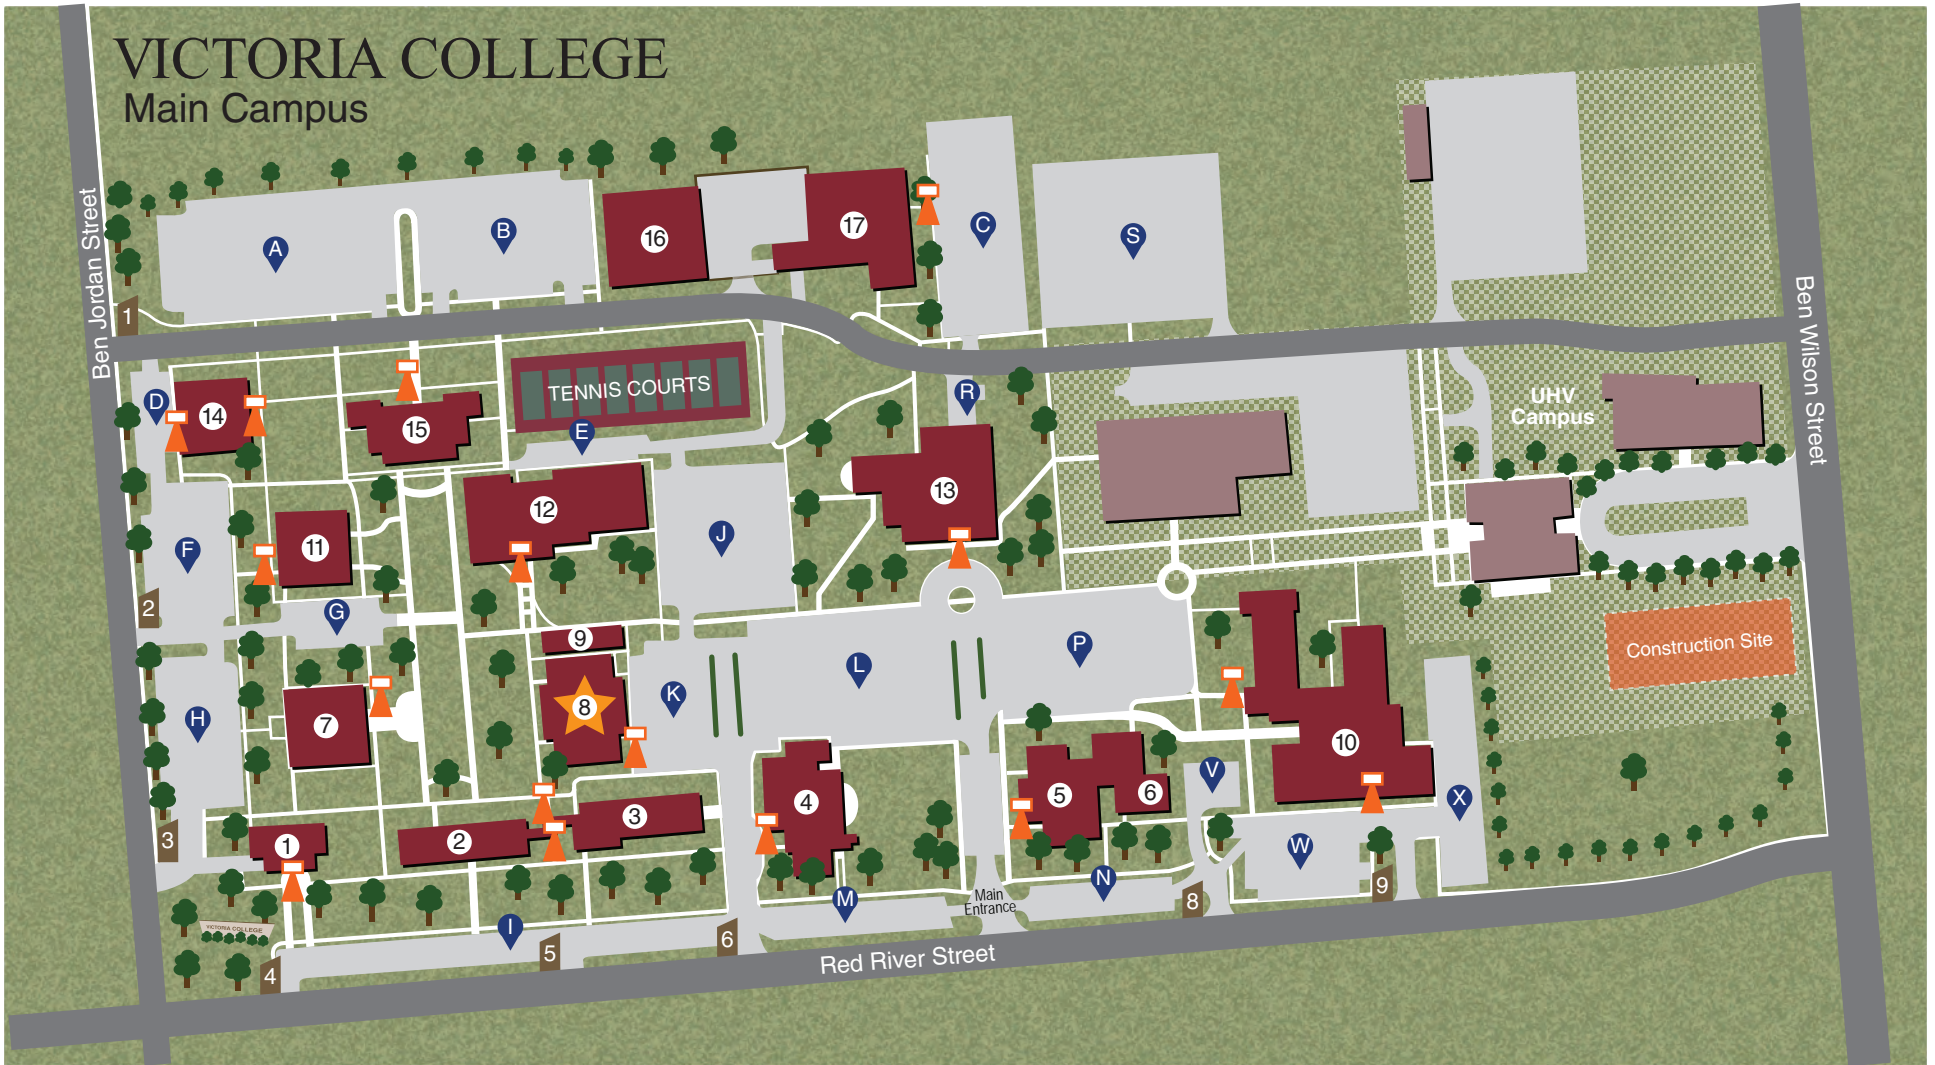 VICTORIA COLLEGE
Main Campus
Ben Jordan Street
A
B
16
17
C
S
1
Ben Wilson Street
D
14
15
TENNIS COURTS
E
R
UHV
Campus
12
13
J
11
F
G
2
9
L
P
Construction Site
K
8
H
7
10
V
5
6
X
4
3
1
2
3
W
9
N
8
M
Main
Entrance
VICTORIA COLLEGE
I
5
6
4
Red River Street